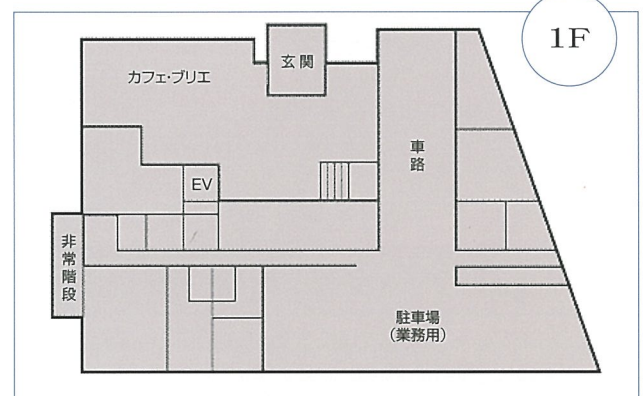 1F
玄関
カフェ・ブリエ
車路
EV
非常階段
駐車場
(業務用)